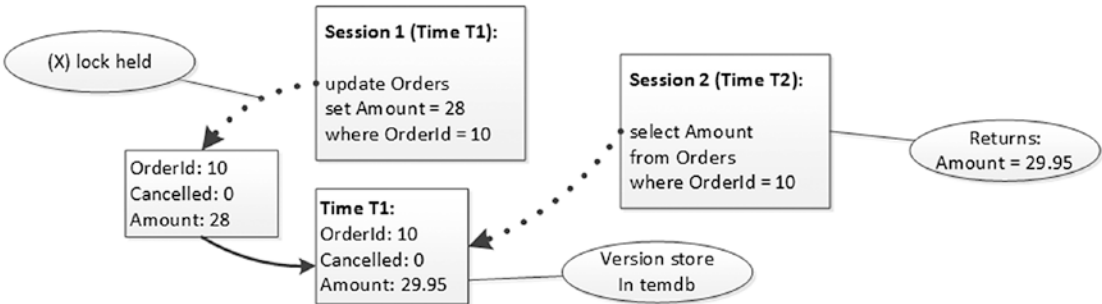 (X) lock held
Session 1 (Time T1):
update Orders
set Amount = 28
where OrderId = 10
Session 2 (Time T2):
select Amount
from Orders
where OrderId = 10
Returns:
Amount = 29.95
OrderId: 10
Cancelled: 0
Amount: 28
Time T1:
OrderId: 10
Cancelled: 0
Amount: 29.95
Version store
In temdb